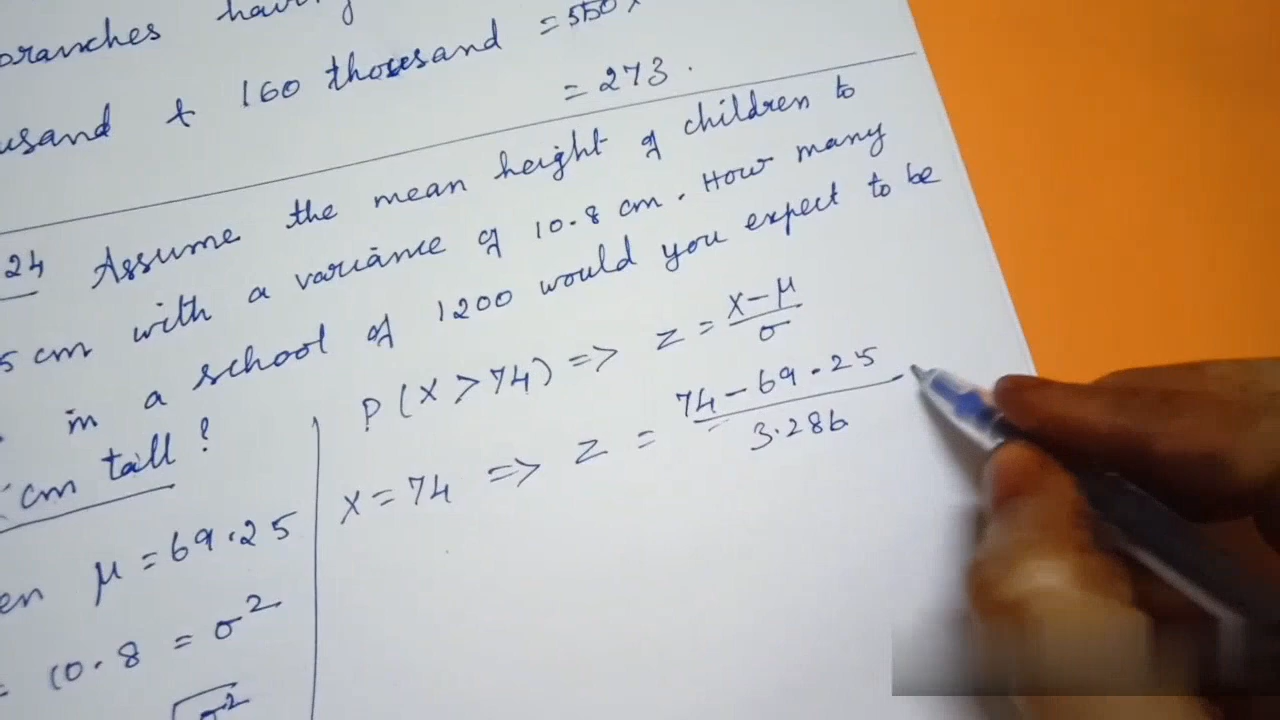 branches having
usand & 160 thousand = 550 x
= 273.
24 Assume the mean height of children to
5 cm with a variance of 10.8 cm. How many
in a school of 1200 would you expect to be
cm tall ?
P(X > 74) => z = X - μ / σ
x = 74 => z = 74 - 69.25 / 3.286
en μ = 69.25
= 10.8 = σ²
√σ²